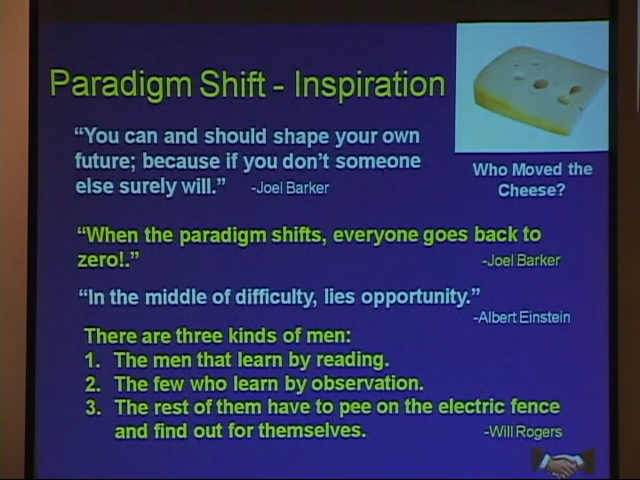 Paradigm Shift - Inspiration
“You can and should shape your own
future; because if you don’t someone
else surely will.” -Joel Barker
Who Moved the
Cheese?
“When the paradigm shifts, everyone goes back to
zero!.” -Joel Barker
“In the middle of difficulty, lies opportunity.”
-Albert Einstein
There are three kinds of men:
1. The men that learn by reading.
2. The few who learn by observation.
3. The rest of them have to pee on the electric fence
and find out for themselves. -Will Rogers